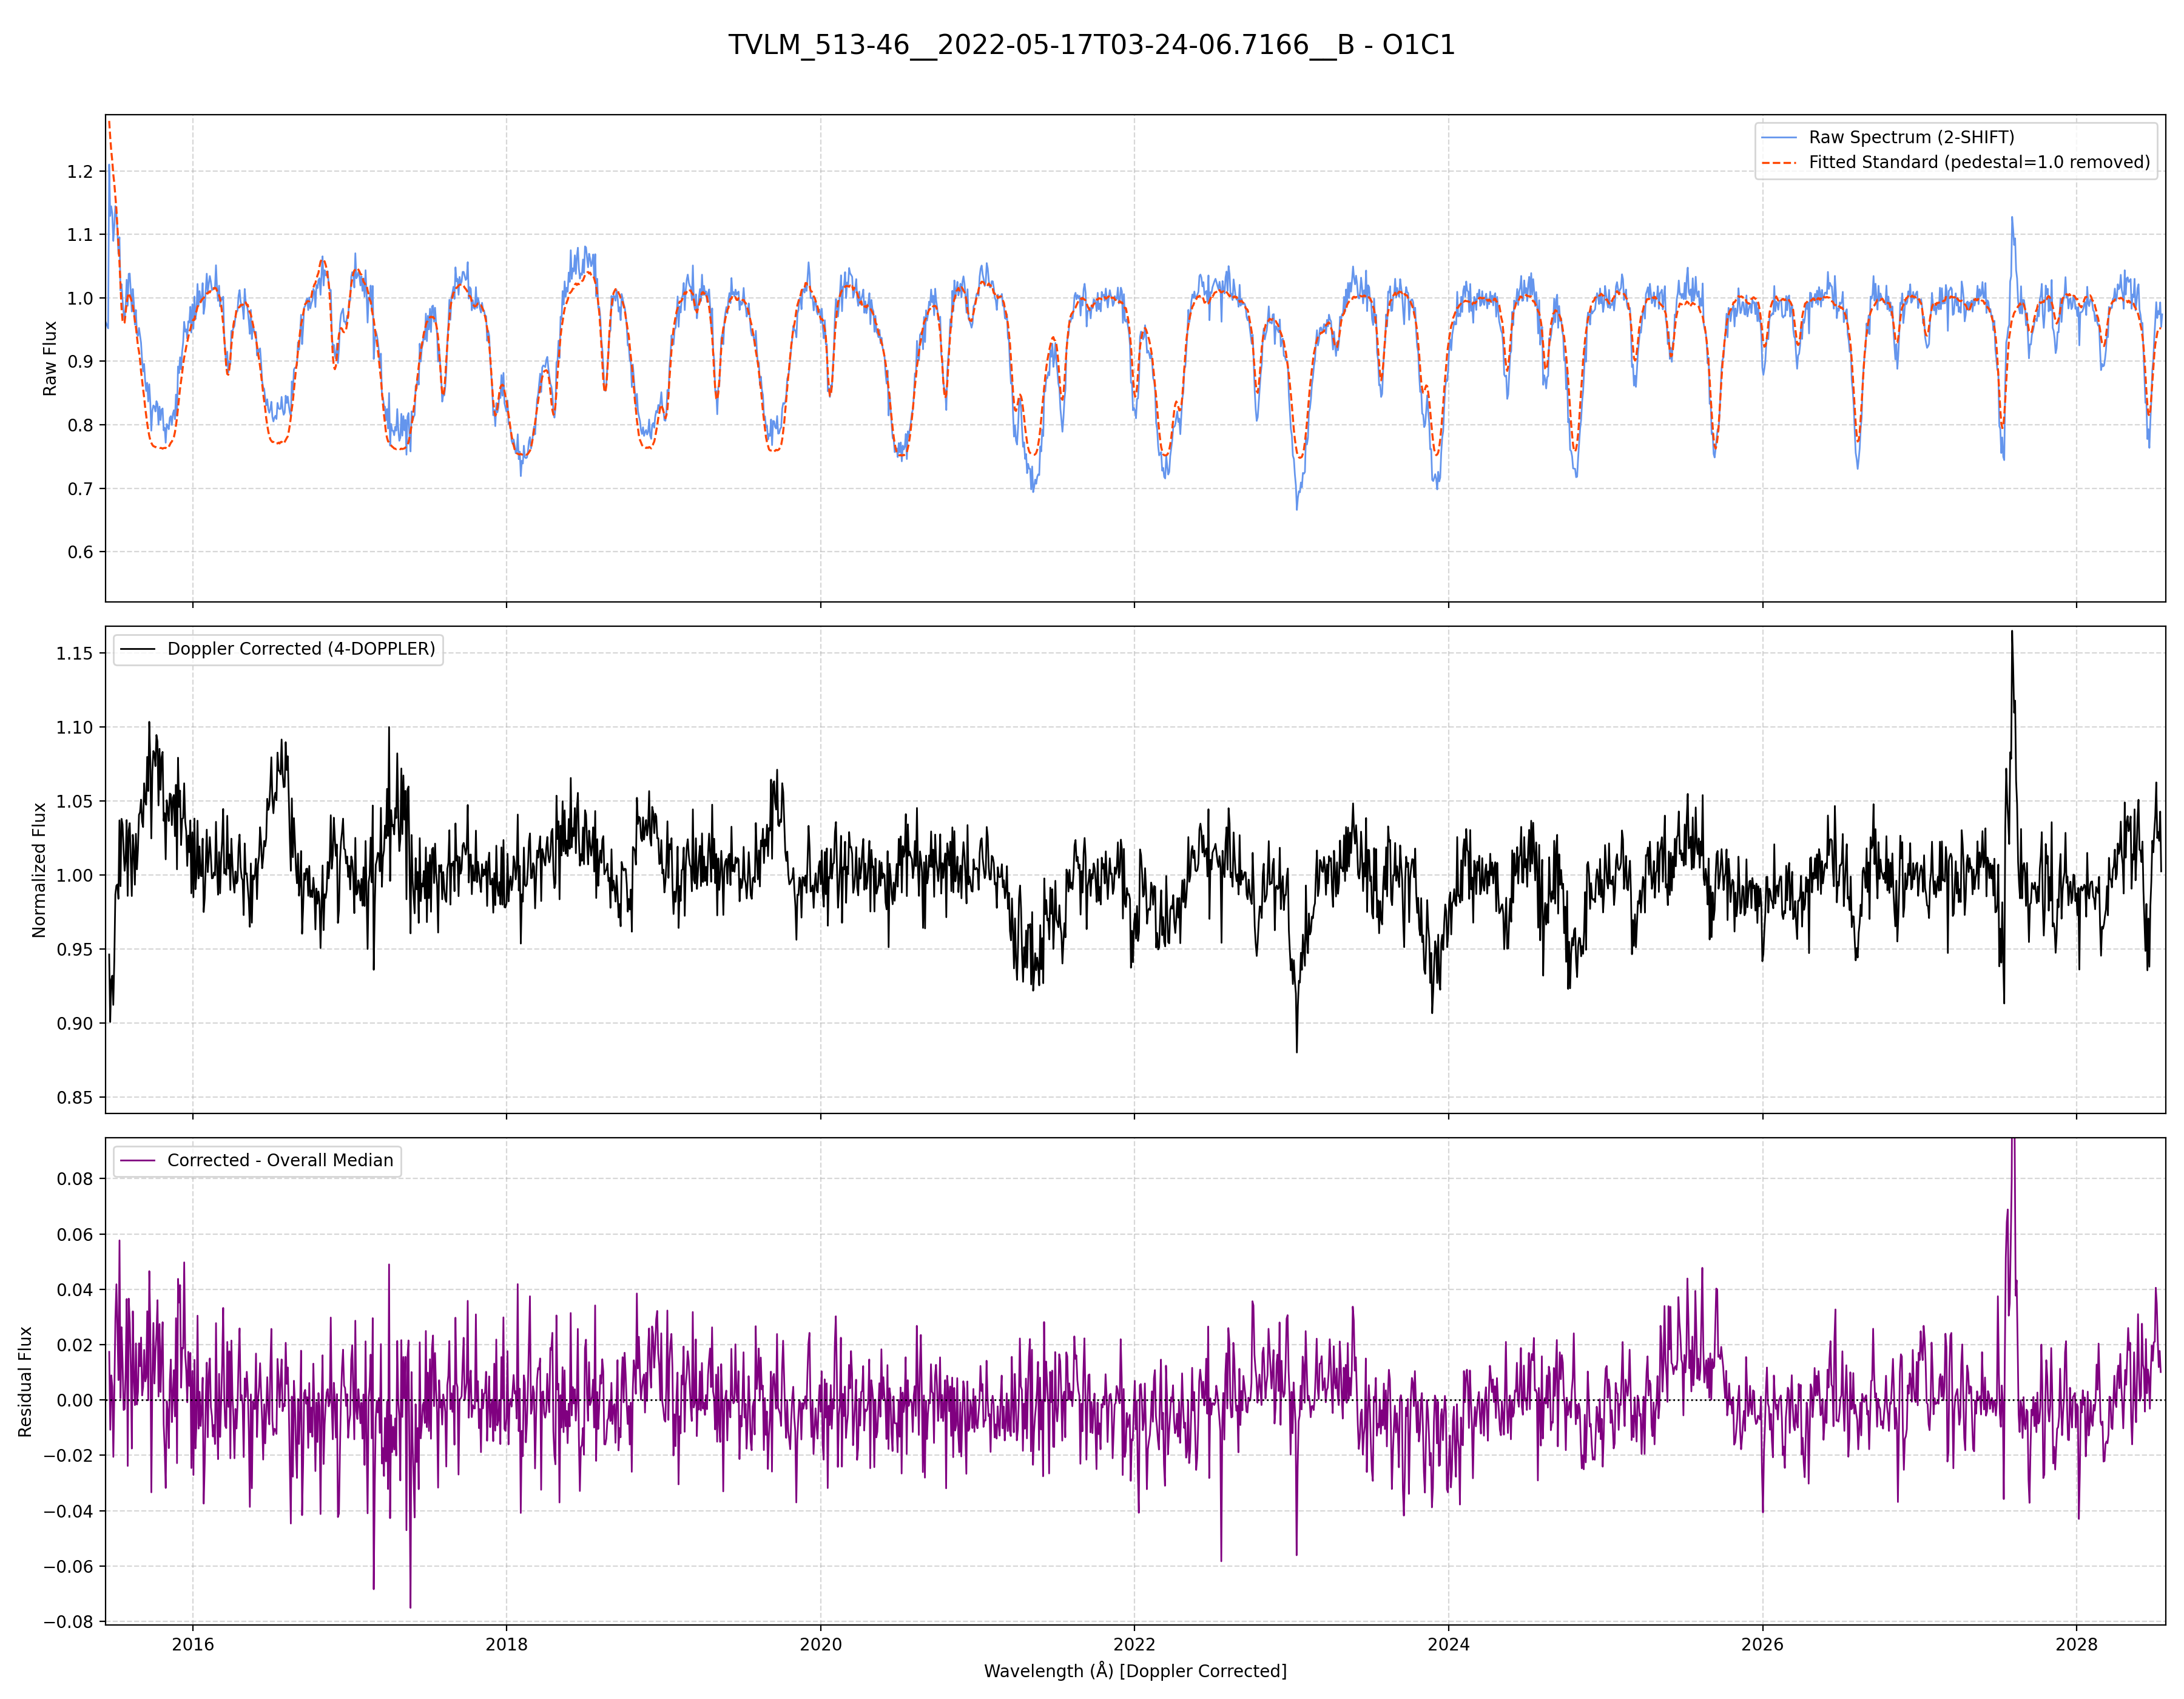 TVLM_513-46__2022-05-17T03-24-06.7166__B - O1C1
Raw Flux
1.2
1.1
1.0
0.9
0.8
0.7
0.6
Raw Spectrum (2-SHIFT)
Fitted Standard (pedestal=1.0 removed)
Normalized Flux
1.15
1.10
1.05
1.00
0.95
0.90
0.85
Doppler Corrected (4-DOPPLER)
Residual Flux
0.08
0.06
0.04
0.02
0.00
−0.02
−0.04
−0.06
−0.08
Corrected - Overall Median
2016 2018 2020 2022 2024 2026 2028
Wavelength (Å) [Doppler Corrected]